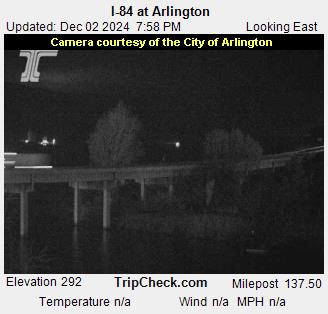 I-84 at Arlington
Updated: Dec 02 2024 7:58 PM Looking East
Camera courtesy of the City of Arlington
Elevation 292 TripCheck.com Milepost 137.50
Temperature n/a Wind n/a MPH n/a